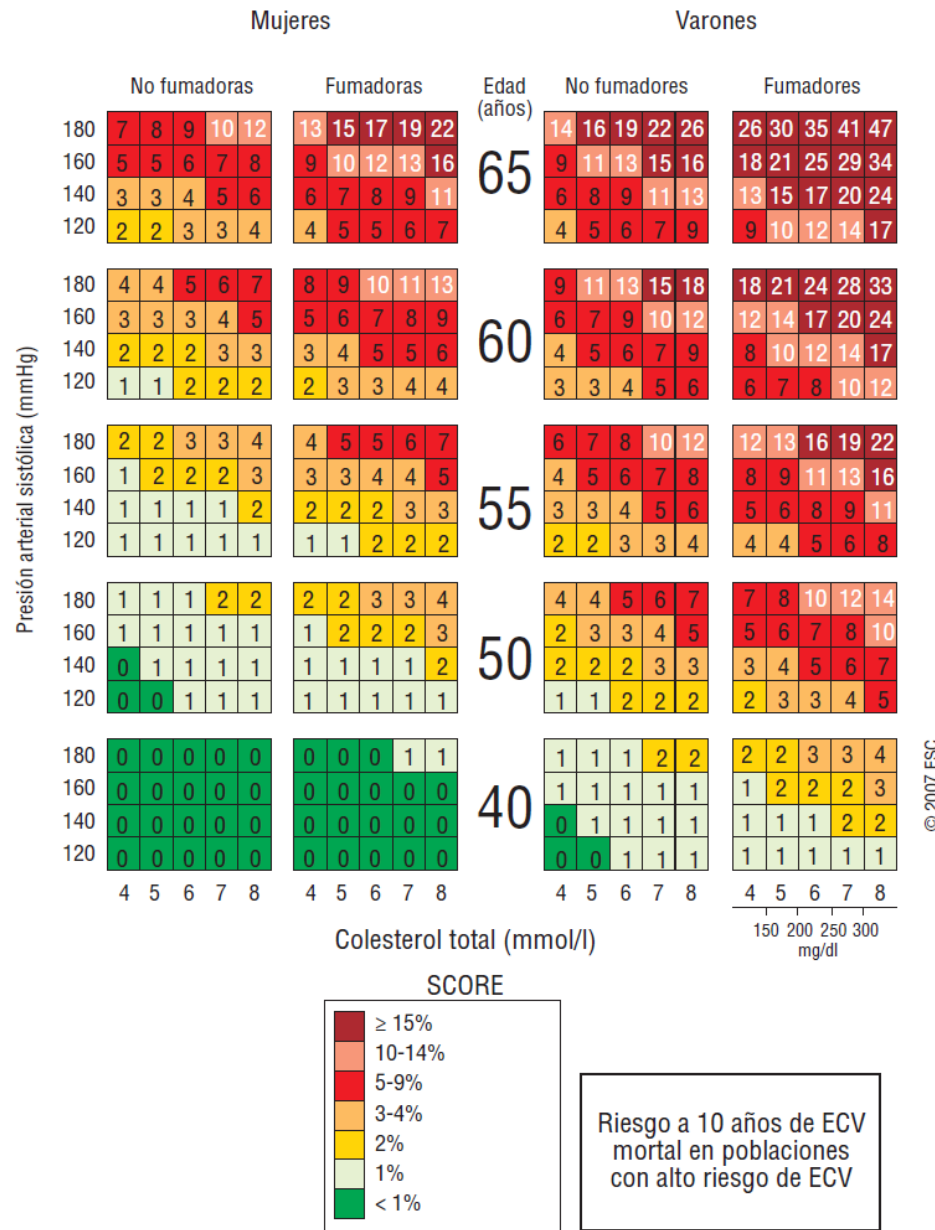 Mujeres Varones
No fumadoras Fumadoras Edad (años) No fumadores Fumadores
180 7 8 9 10 12 13 15 17 19 22 14 16 19 22 26 26 30 35 41 47
160 5 5 6 7 8 9 10 12 13 16 9 11 13 15 16 18 21 25 29 34
65
140 3 3 4 5 6 6 7 8 9 11 6 8 9 11 13 13 15 17 20 24
120 2 2 3 3 4 4 5 5 6 7 4 5 6 7 9 9 10 12 14 17
180 4 4 5 6 7 8 9 10 11 13 9 11 13 15 18 18 21 24 28 33
160 3 3 3 4 5 5 6 7 8 9 6 7 9 10 12 12 14 17 20 24
60
140 2 2 2 3 3 3 4 5 5 6 4 5 6 7 9 8 10 12 14 17
120 1 1 2 2 2 2 3 3 4 4 3 3 4 5 6 6 7 8 10 12
Presión arterial sistólica (mmHg)
180 2 2 3 3 4 4 5 5 6 7 6 7 8 10 12 12 13 16 19 22
160 1 2 2 2 3 3 3 4 4 5 4 5 6 7 8 8 9 11 13 16
55
140 1 1 1 1 2 2 2 2 3 3 3 3 4 5 6 5 6 8 9 11
120 1 1 1 1 1 1 1 2 2 2 2 2 3 3 4 4 4 5 6 8
180 1 1 1 2 2 2 2 3 3 4 4 4 5 6 7 7 8 10 12 14
160 1 1 1 1 1 1 2 2 2 3 2 3 3 4 5 5 6 7 8 10
50
140 0 1 1 1 1 1 1 1 1 2 2 2 2 3 3 3 4 5 6 7
120 0 0 1 1 1 1 1 1 1 1 1 1 2 2 2 2 3 3 4 5
180 0 0 0 0 0 0 0 0 1 1 1 1 1 2 2 2 2 3 3 4
160 0 0 0 0 0 0 0 0 0 0 1 1 1 1 1 1 2 2 2 3
40
140 0 0 0 0 0 0 0 0 0 0 0 1 1 1 1 1 1 1 2 2
120 0 0 0 0 0 0 0 0 0 0 0 0 1 1 1 1 1 1 1 1
© 2007 ESC
4 5 6 7 8 4 5 6 7 8 4 5 6 7 8 4 5 6 7 8
150 200 250 300
mg/dl
Colesterol total (mmol/l)
SCORE
≥ 15%
10-14%
5-9%
3-4%
2%
1%
< 1%
Riesgo a 10 años de ECV
mortal en poblaciones
con alto riesgo de ECV